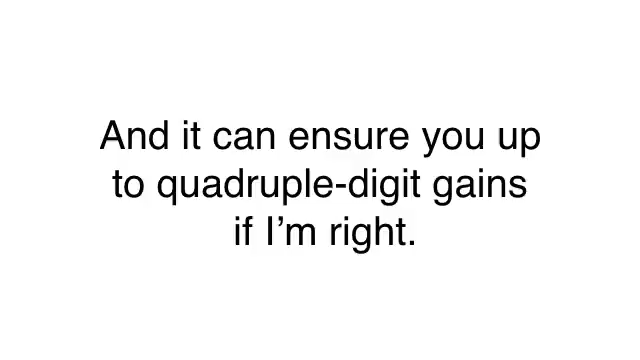 And it can ensure you up
to quadruple-digit gains
if I’m right.